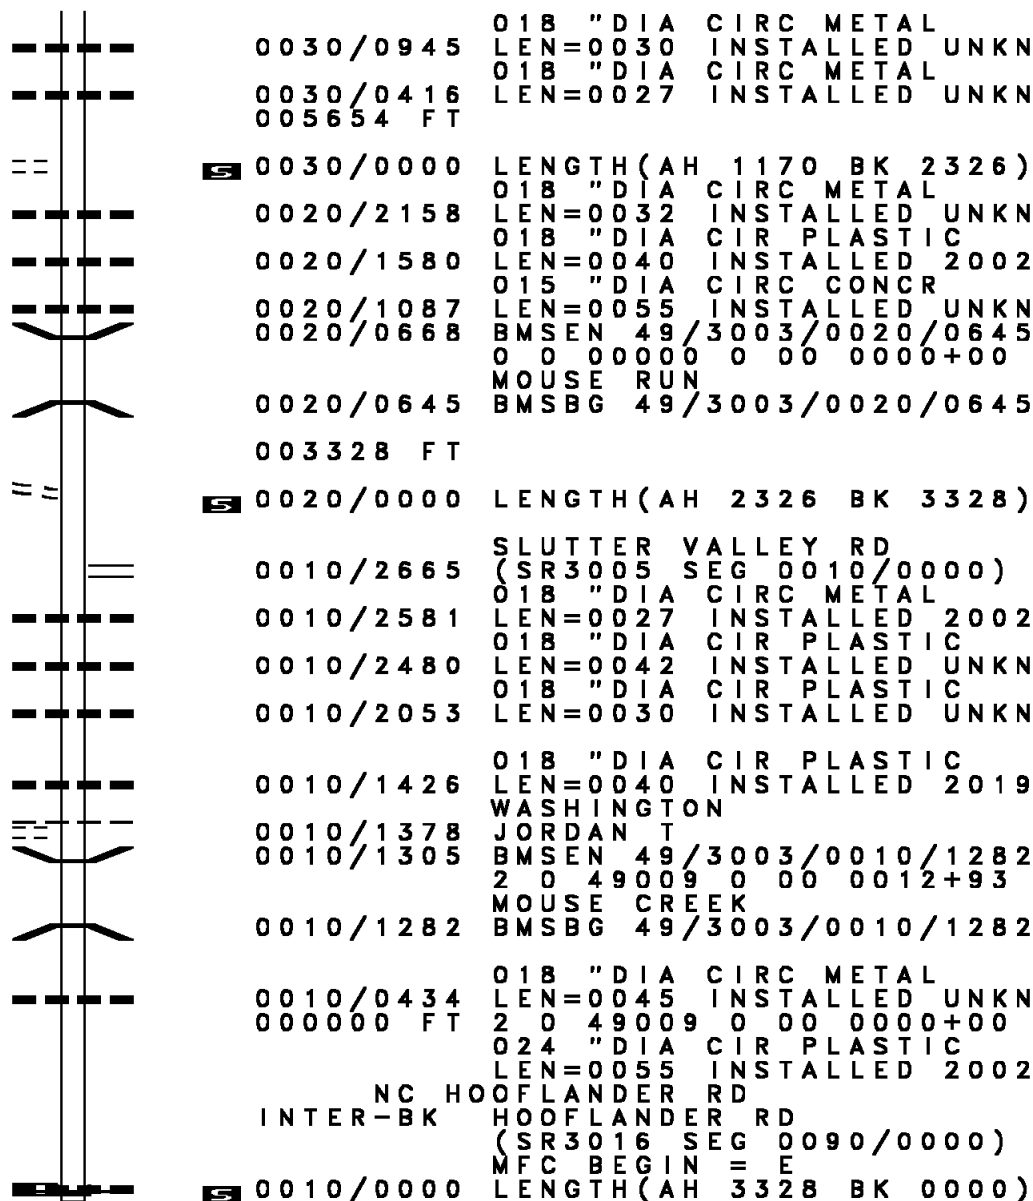 018 "DIA CIRC METAL
0030/0945 LEN=0030 INSTALLED UNKN
018 "DIA CIRC METAL
0030/0416 LEN=0027 INSTALLED UNKN
005654 FT
S 0030/0000 LENGTH(AH 1170 BK 2326)
018 "DIA CIRC METAL
0020/2158 LEN=0032 INSTALLED UNKN
018 "DIA CIR PLASTIC
0020/1580 LEN=0040 INSTALLED 2002
015 "DIA CIRC CONCR
0020/1087 LEN=0055 INSTALLED UNKN
0020/0668 BMSEN 49/3003/0020/0645
0 0 00000 0 00 0000+00
MOUSE RUN
0020/0645 BMSBG 49/3003/0020/0645
003328 FT
S 0020/0000 LENGTH(AH 2326 BK 3328)
SLUTTER VALLEY RD
0010/2665 (SR3005 SEG 0010/0000)
018 "DIA CIRC METAL
0010/2581 LEN=0027 INSTALLED 2002
018 "DIA CIR PLASTIC
0010/2480 LEN=0042 INSTALLED UNKN
018 "DIA CIR PLASTIC
0010/2053 LEN=0030 INSTALLED UNKN
018 "DIA CIR PLASTIC
0010/1426 LEN=0040 INSTALLED 2019
WASHINGTON
0010/1378 JORDAN T
0010/1305 BMSEN 49/3003/0010/1282
2 0 49009 0 00 0012+93
MOUSE CREEK
0010/1282 BMSBG 49/3003/0010/1282
018 "DIA CIRC METAL
0010/0434 LEN=0045 INSTALLED UNKN
000000 FT 2 0 49009 0 00 0000+00
024 "DIA CIR PLASTIC
LEN=0055 INSTALLED 2002
NC HOOFLANDER RD
INTER-BK HOOFLANDER RD
(SR3016 SEG 0090/0000)
MFC BEGIN = E
S 0010/0000 LENGTH(AH 3328 BK 0000)